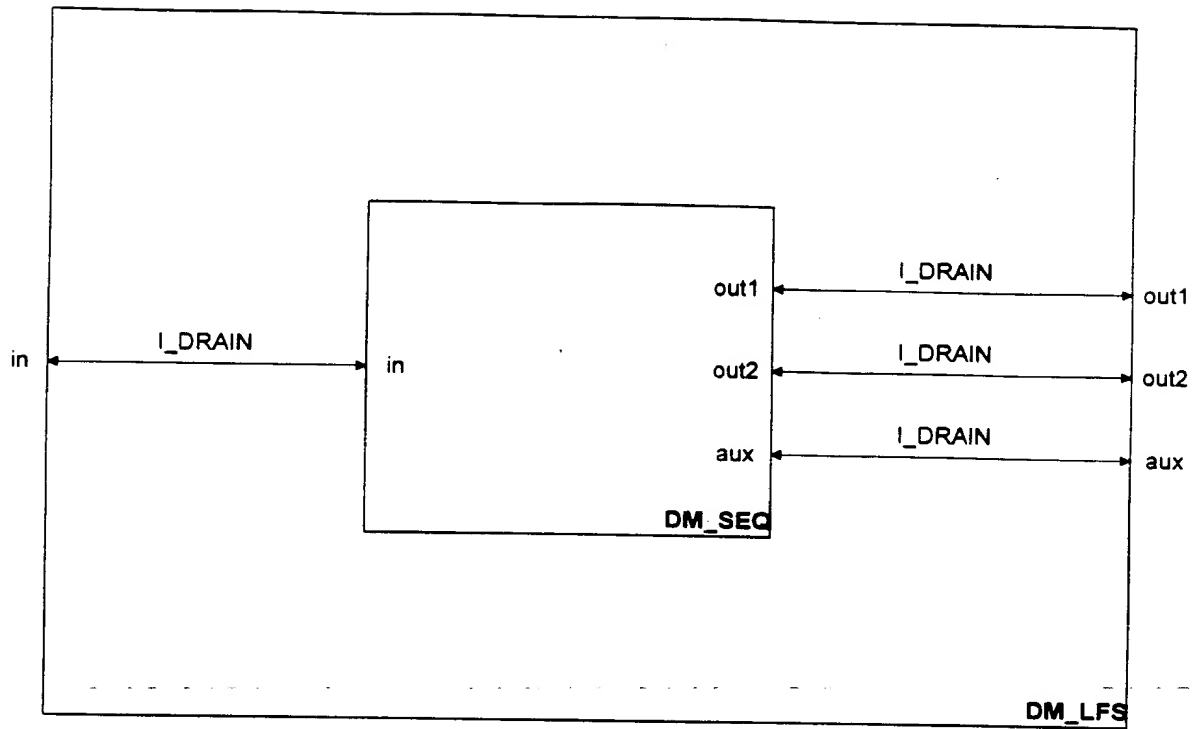 I_DRAIN
out1
out1
I_DRAIN
in
in
I_DRAIN
out2
out2
I_DRAIN
aux
aux
DM_SEQ
DM_LFS